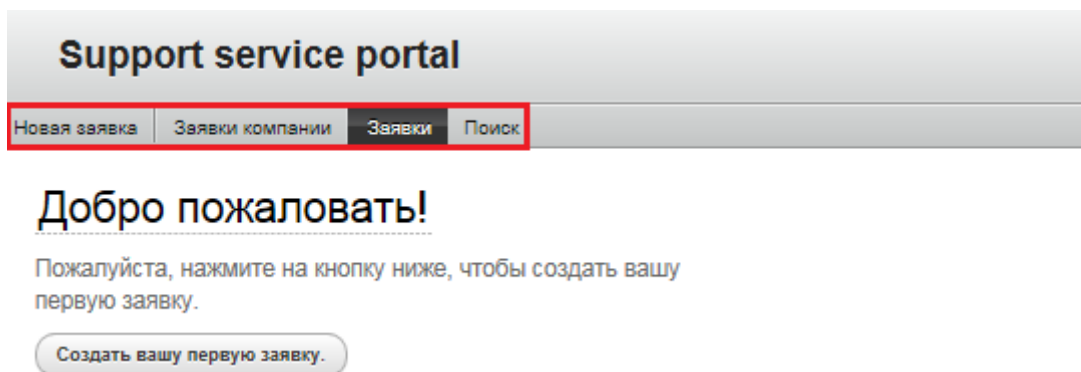 Support service portal
Новая заявка Заявки компании Заявки Поиск
Добро пожаловать!
Пожалуйста, нажмите на кнопку ниже, чтобы создать вашу
первую заявку.
Создать вашу первую заявку.